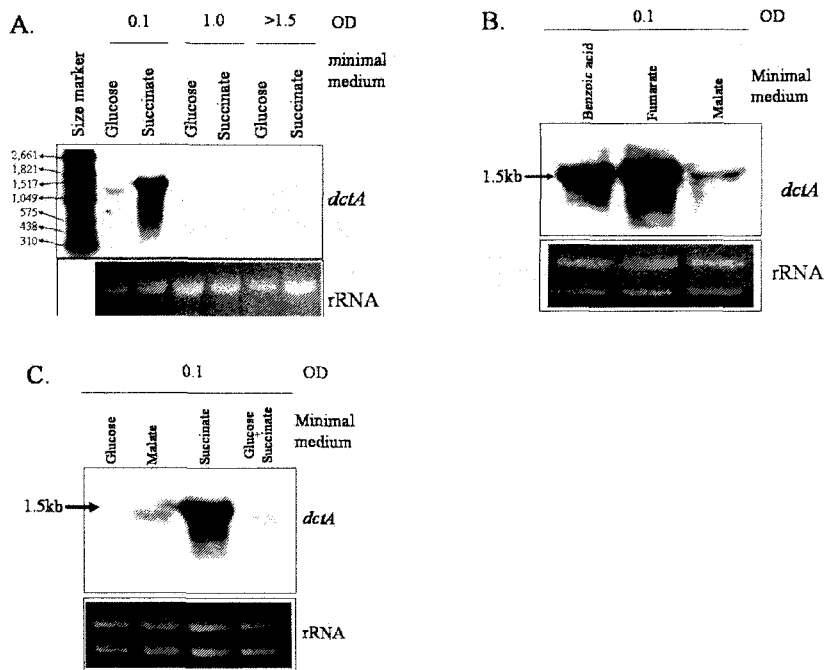 A.
0.1 1.0 >1.5 OD
minimal
medium
Size marker
Glucose
Succinate
Glucose
Succinate
Glucose
Succinate
2,661
1,821
1,517
1,049
575
438
310
dctA
rRNA
B.
0.1 OD
Benzoic acid
Fumarate
Malate
Minimal
medium
1.5kb
dctA
rRNA
C.
0.1 OD
Glucose
Malate
Succinate
Glucose
+
Succinate
Minimal
medium
1.5kb
dctA
rRNA